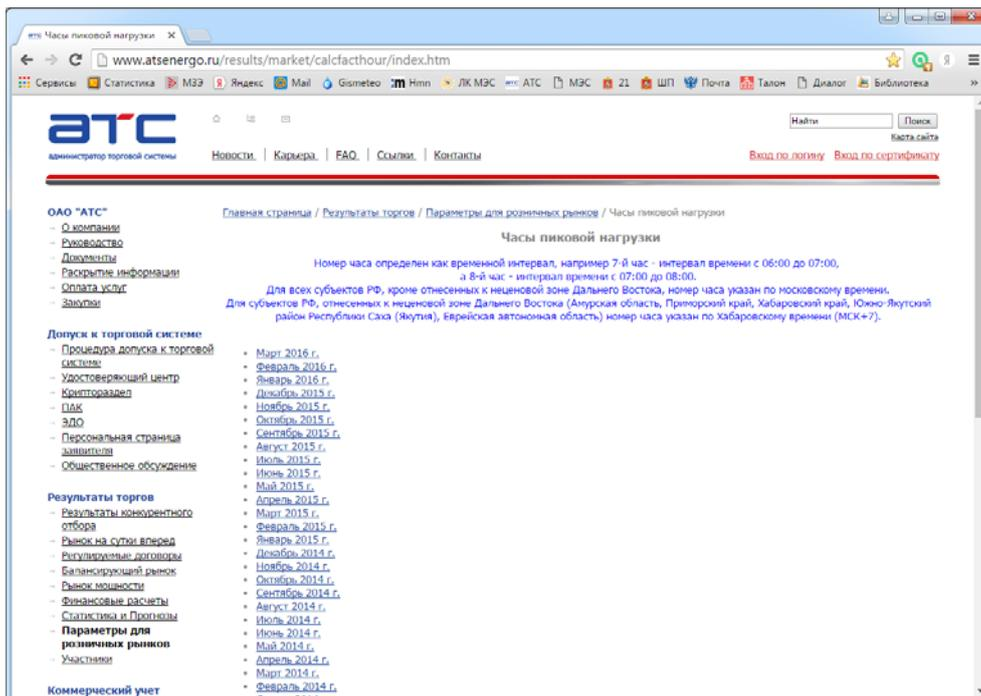 атс Часы пиковой нагрузки
www.atsenergo.ru/results/market/calcfacthour/index.htm
Сервисы Статистика МЗЭ Яндекс Mail Gismeteo Hmn ЛК МЭС АТС МЭС 21 ШП Почта Талон Диалог Библиотека »
атс
администратор торговой системы
Найти Поиск
Карта сайта
Новости | Карьера | FAQ | Ссылки | Контакты
Вход по логину Вход по сертификату
ОАО "АТС"
О компании
Руководство
Документы
Раскрытие информации
Оплата услуг
Закупки
Допуск к торговой системе
Процедура допуска к торговой
системе
Удостоверяющий центр
Криптораздел
ПАК
ЭДО
Персональная страница
заявителя
Общественное обсуждение
Результаты торгов
Результаты конкурентного
отбора
Рынок на сутки вперед
Регулируемые договоры
Балансирующий рынок
Рынок мощности
Финансовые расчеты
Статистика и Прогнозы
Параметры для
розничных рынков
Участники
Коммерческий учет
Главная страница / Результаты торгов / Параметры для розничных рынков / Часы пиковой нагрузки
Часы пиковой нагрузки
Номер часа определен как временной интервал, например 7-й час - интервал времени с 06:00 до 07:00,
а 8-й час - интервал времени с 07:00 до 08:00.
Для всех субъектов РФ, кроме отнесенных к неценовой зоне Дальнего Востока, номер часа указан по московскому времени.
Для субъектов РФ, отнесенных к неценовой зоне Дальнего Востока (Амурская область, Приморский край, Хабаровский край, Южно-Якутский
район Республики Саха (Якутия), Еврейская автономная область) номер часа указан по Хабаровскому времени (МСК+7).
Март 2016 г.
Февраль 2016 г.
Январь 2016 г.
Декабрь 2015 г.
Ноябрь 2015 г.
Октябрь 2015 г.
Сентябрь 2015 г.
Август 2015 г.
Июль 2015 г.
Июнь 2015 г.
Май 2015 г.
Апрель 2015 г.
Март 2015 г.
Февраль 2015 г.
Январь 2015 г.
Декабрь 2014 г.
Ноябрь 2014 г.
Октябрь 2014 г.
Сентябрь 2014 г.
Август 2014 г.
Июль 2014 г.
Июнь 2014 г.
Май 2014 г.
Апрель 2014 г.
Март 2014 г.
Февраль 2014 г.